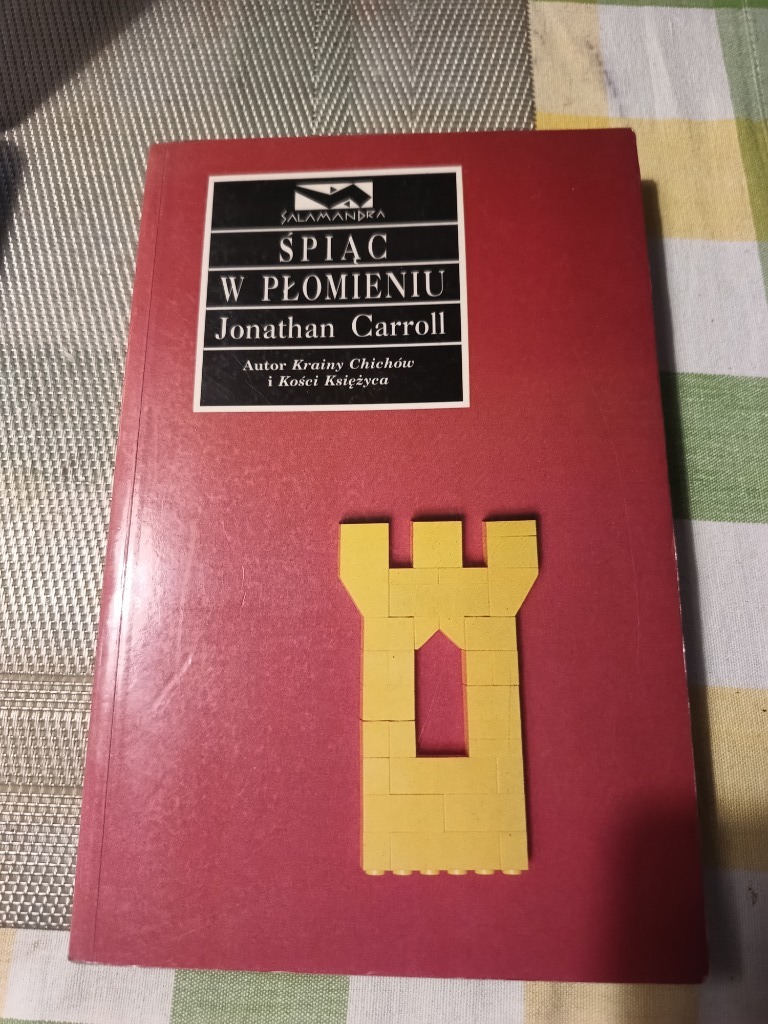 SALAMANDRA
ŚPIĄC
W PŁOMIENIU
Jonathan Carroll
Autor Krainy Chichów
i Kości Księżyca